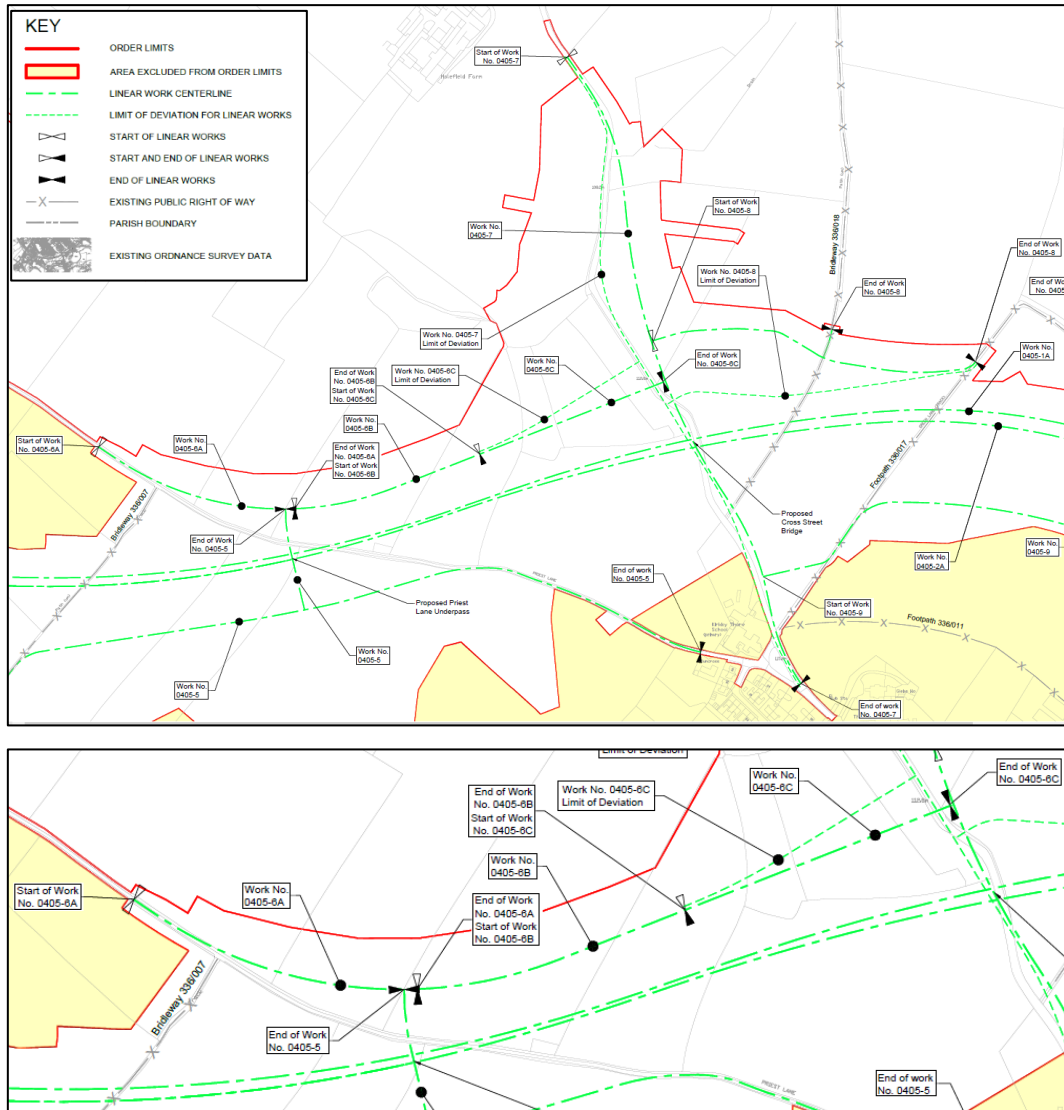 KEY
ORDER LIMITS
AREA EXCLUDED FROM ORDER LIMITS
LINEAR WORK CENTERLINE
LIMIT OF DEVIATION FOR LINEAR WORKS
START OF LINEAR WORKS
START AND END OF LINEAR WORKS
END OF LINEAR WORKS
EXISTING PUBLIC RIGHT OF WAY
PARISH BOUNDARY
EXISTING ORDNANCE SURVEY DATA
Start of Work
No. 0405-7
Work No.
0405-7
Start of Work
No. 0405-8
Bridleway 336/018
Work No. 0405-8
Limit of Deviation
End of Work
No. 0405-8
End of Work
No. 0405-8
End of Wo
No. 0405
Work No.
0405-1A
Work No. 0405-7
Limit of Deviation
End of Work
No. 0405-6B
Start of Work
No. 0405-6C
Work No. 0405-6C
Limit of Deviation
Work No.
0405-6C
End of Work
No. 0405-6C
Work No.
0405-6B
Start of Work
No. 0405-6A
Work No.
0405-6A
End of Work
No. 0405-6A
Start of Work
No. 0405-6B
Bridleway 336/007
End of Work
No. 0405-5
Footpath 336/017
Proposed
Cross Street
Bridge
Work No.
0405-2A
Work No.
0405-9
PRIEST LANE
End of work
No. 0405-5
Proposed Priest
Lane Underpass
Start of Work
No. 0405-9
Footpath 336/011
Work No.
0405-5
Work No.
0405-5
End of work
No. 0405-7
Limit of Deviation
End of Work
No. 0405-6B
Start of Work
No. 0405-6C
Work No. 0405-6C
Limit of Deviation
Work No.
0405-6C
End of Work
No. 0405-6C
Work No.
0405-6B
Start of Work
No. 0405-6A
Work No.
0405-6A
End of Work
No. 0405-6A
Start of Work
No. 0405-6B
Bridleway 336/007
End of Work
No. 0405-5
PRIEST LANE
End of work
No. 0405-5